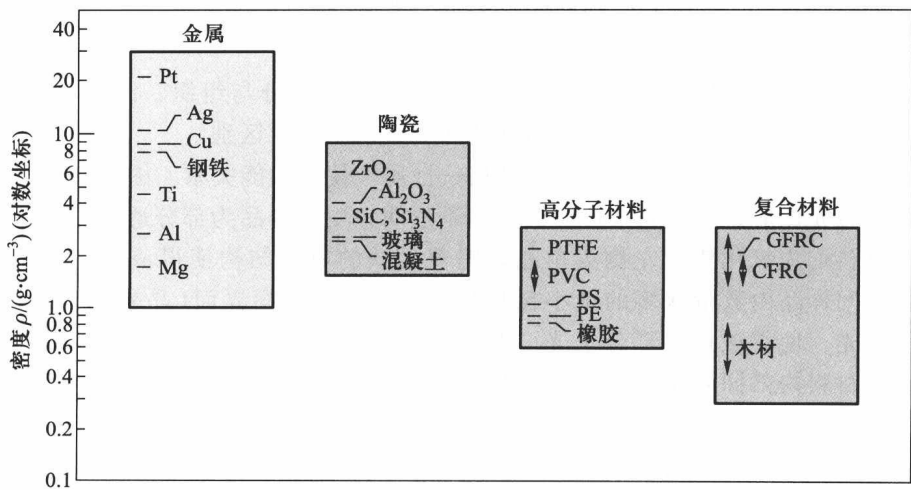 密度 ρ/(g·cm⁻³) (对数坐标)
40
20
10
8
6
4
2
1.0
0.8
0.6
0.4
0.2
0.1
金属
Pt
Ag
Cu
钢铁
Ti
Al
Mg
陶瓷
ZrO₂
Al₂O₃
SiC, Si₃N₄
玻璃
混凝土
高分子材料
PTFE
PVC
PS
PE
橡胶
复合材料
GFRC
CFRC
木材